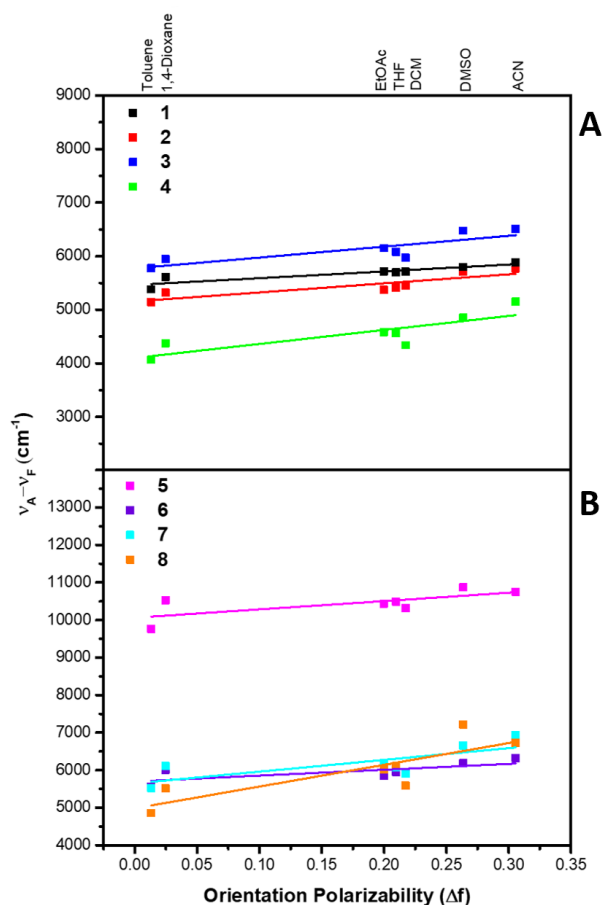 Toluene
1,4-Dioxane
EtOAc
THF
DCM
DMSO
ACN
A
9000
8000
7000
6000
5000
4000
3000
1
2
3
4
ν_A−ν_F (cm⁻¹)
B
13000
12000
11000
10000
9000
8000
7000
6000
5000
4000
5
6
7
8
0.00 0.05 0.10 0.15 0.20 0.25 0.30 0.35
Orientation Polarizability (Δf)